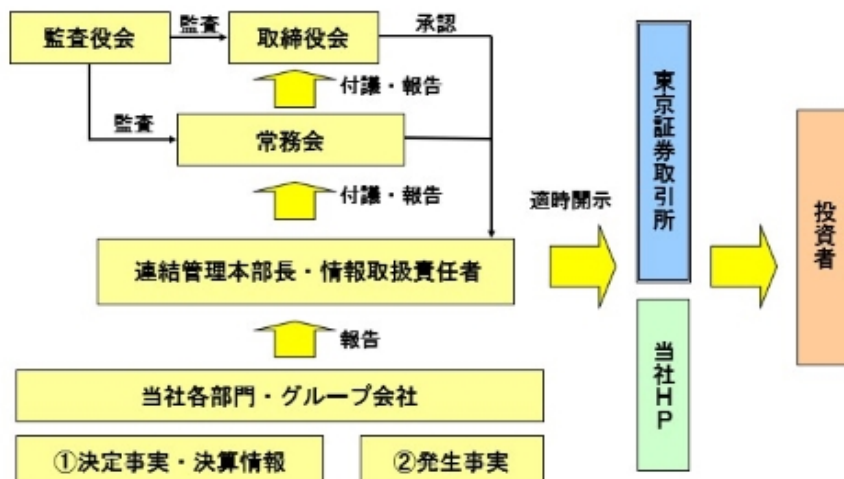 監査役会
監査
取締役会
承認
付議・報告
監査
常務会
付議・報告
連結管理本部長・情報取扱責任者
報告
当社各部門・グループ会社
①決定事実・決算情報
②発生事実
適時開示
東京証券取引所
当社HP
投資者